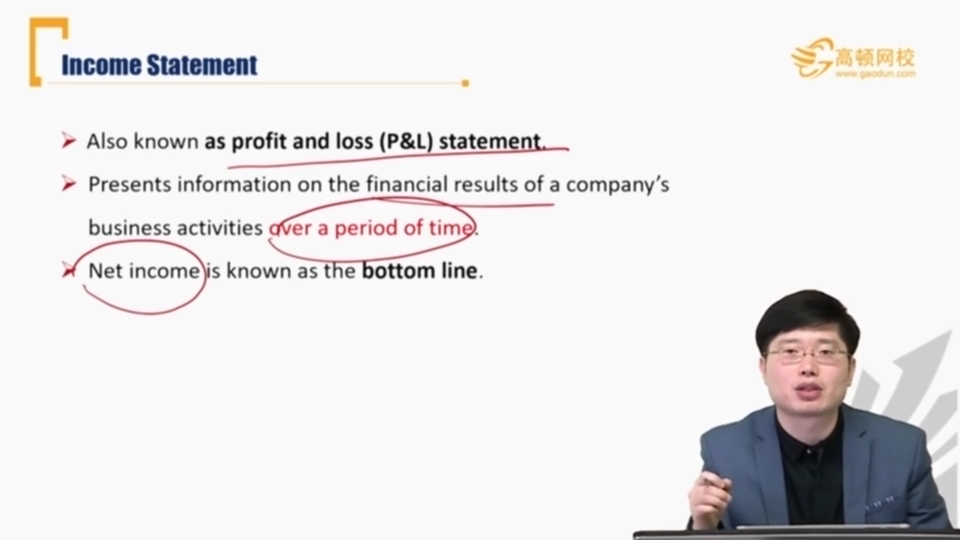 Income Statement
高顿网校
www.gaodun.com
Also known as profit and loss (P&L) statement.
Presents information on the financial results of a company's
business activities over a period of time.
Net income is known as the bottom line.